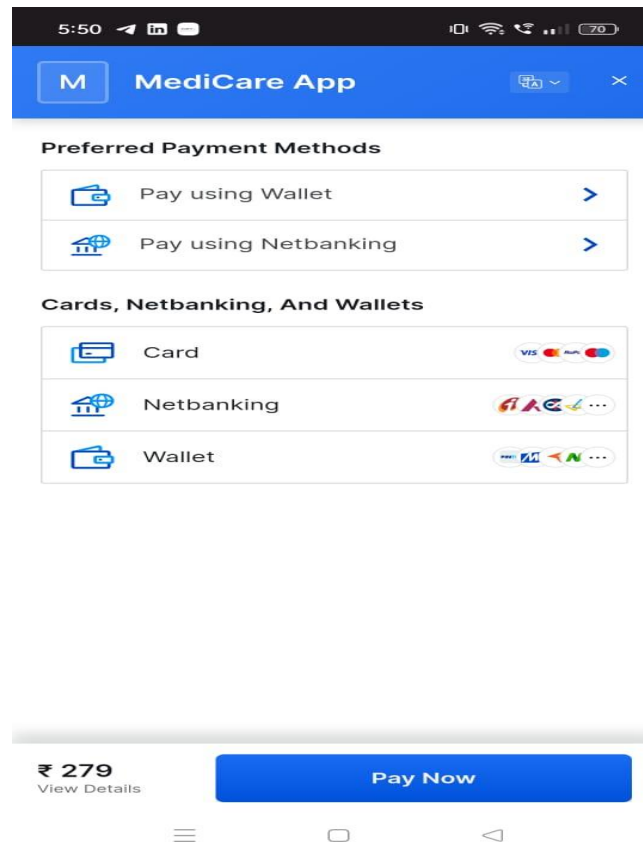 5:50
70
M MediCare App
Preferred Payment Methods
Pay using Wallet
Pay using Netbanking
Cards, Netbanking, And Wallets
Card VISA
Netbanking
Wallet
₹ 279
View Details
Pay Now